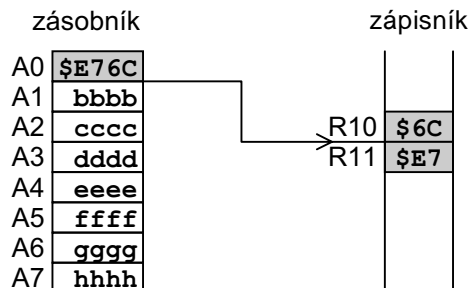 zásobník zápisník
A0 $E76C
A1 bbbb
A2 cccc R10 $6C
A3 dddd R11 $E7
A4 eeee
A5 ffff
A6 gggg
A7 hhhh